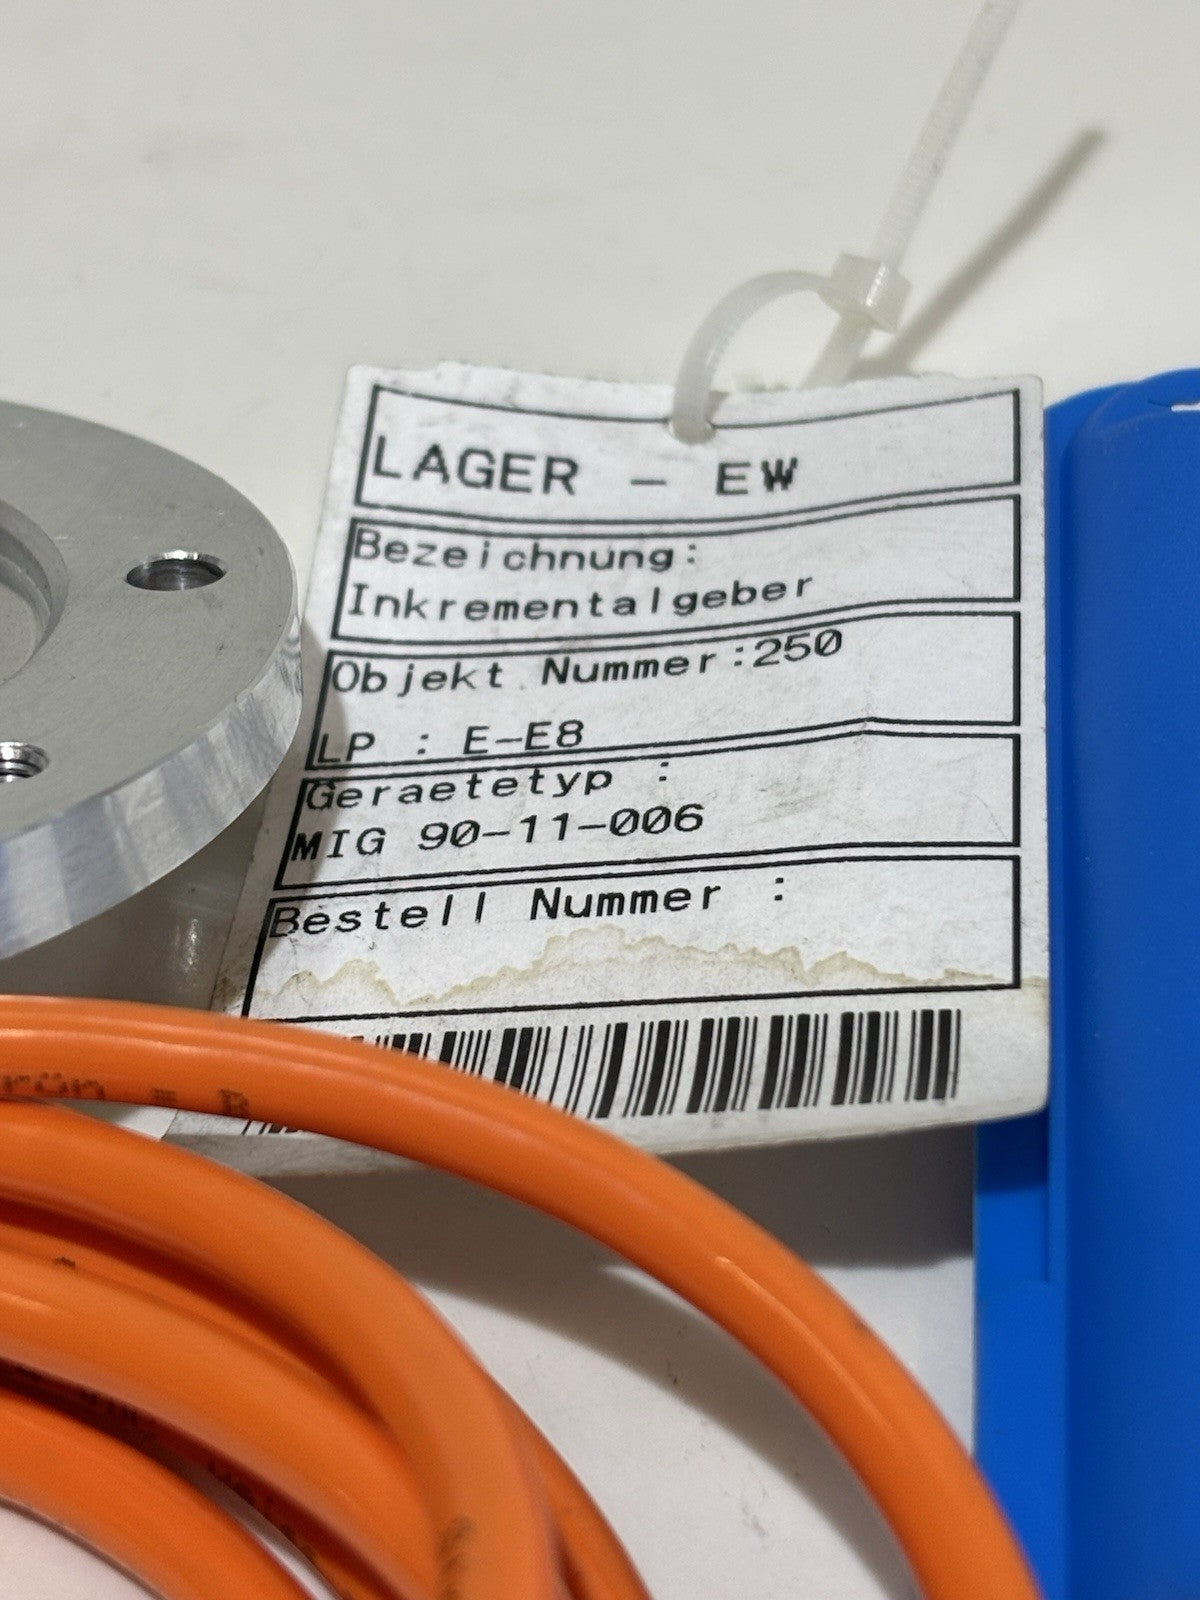 LAGER - EW
Bezeichnung:
Inkrementalgeber
Objekt Nummer:250
LP : E-E8
Geraetetyp :
MIG 90-11-006
Bestell Nummer :